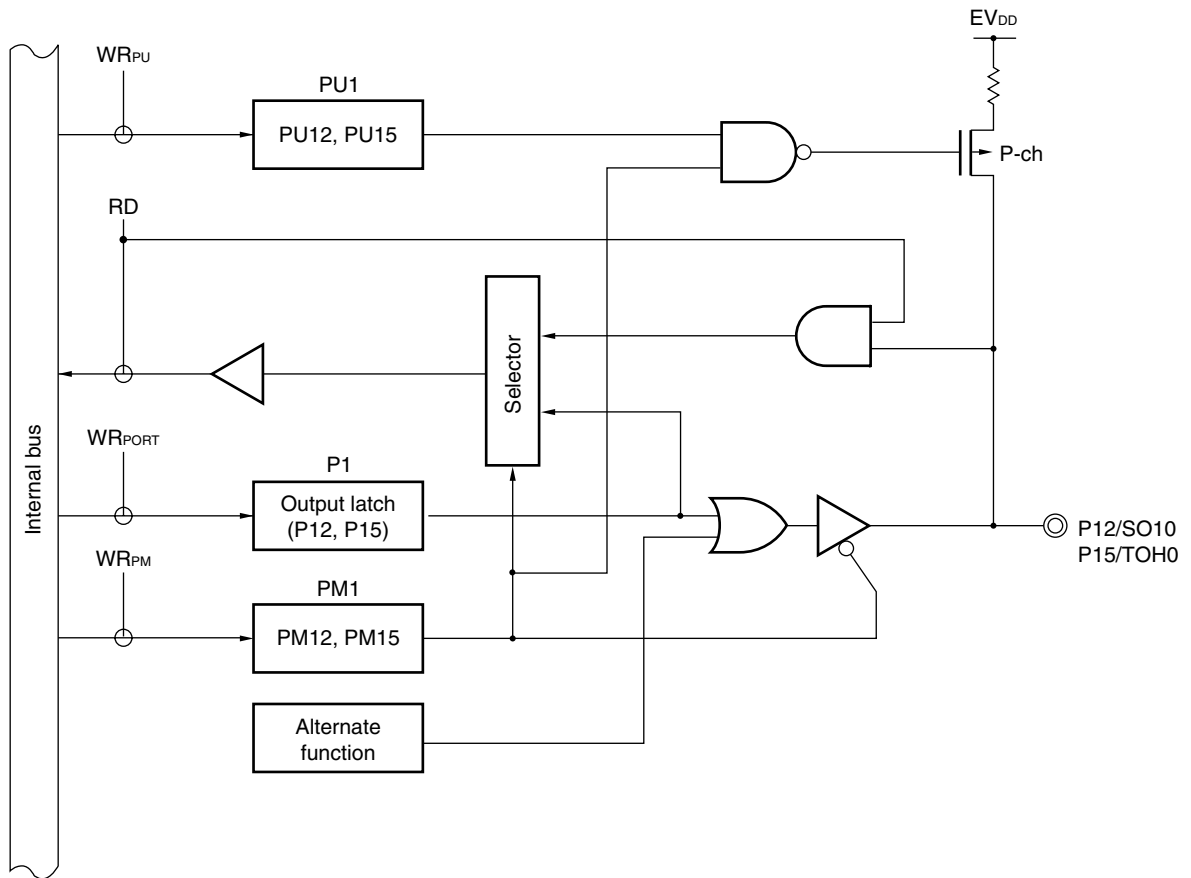 EVDD
WRPU
PU1
PU12, PU15
P-ch
RD
Selector
Internal bus
WRPORT
P1
Output latch
(P12, P15)
P12/SO10
P15/TOH0
WRPM
PM1
PM12, PM15
Alternate
function